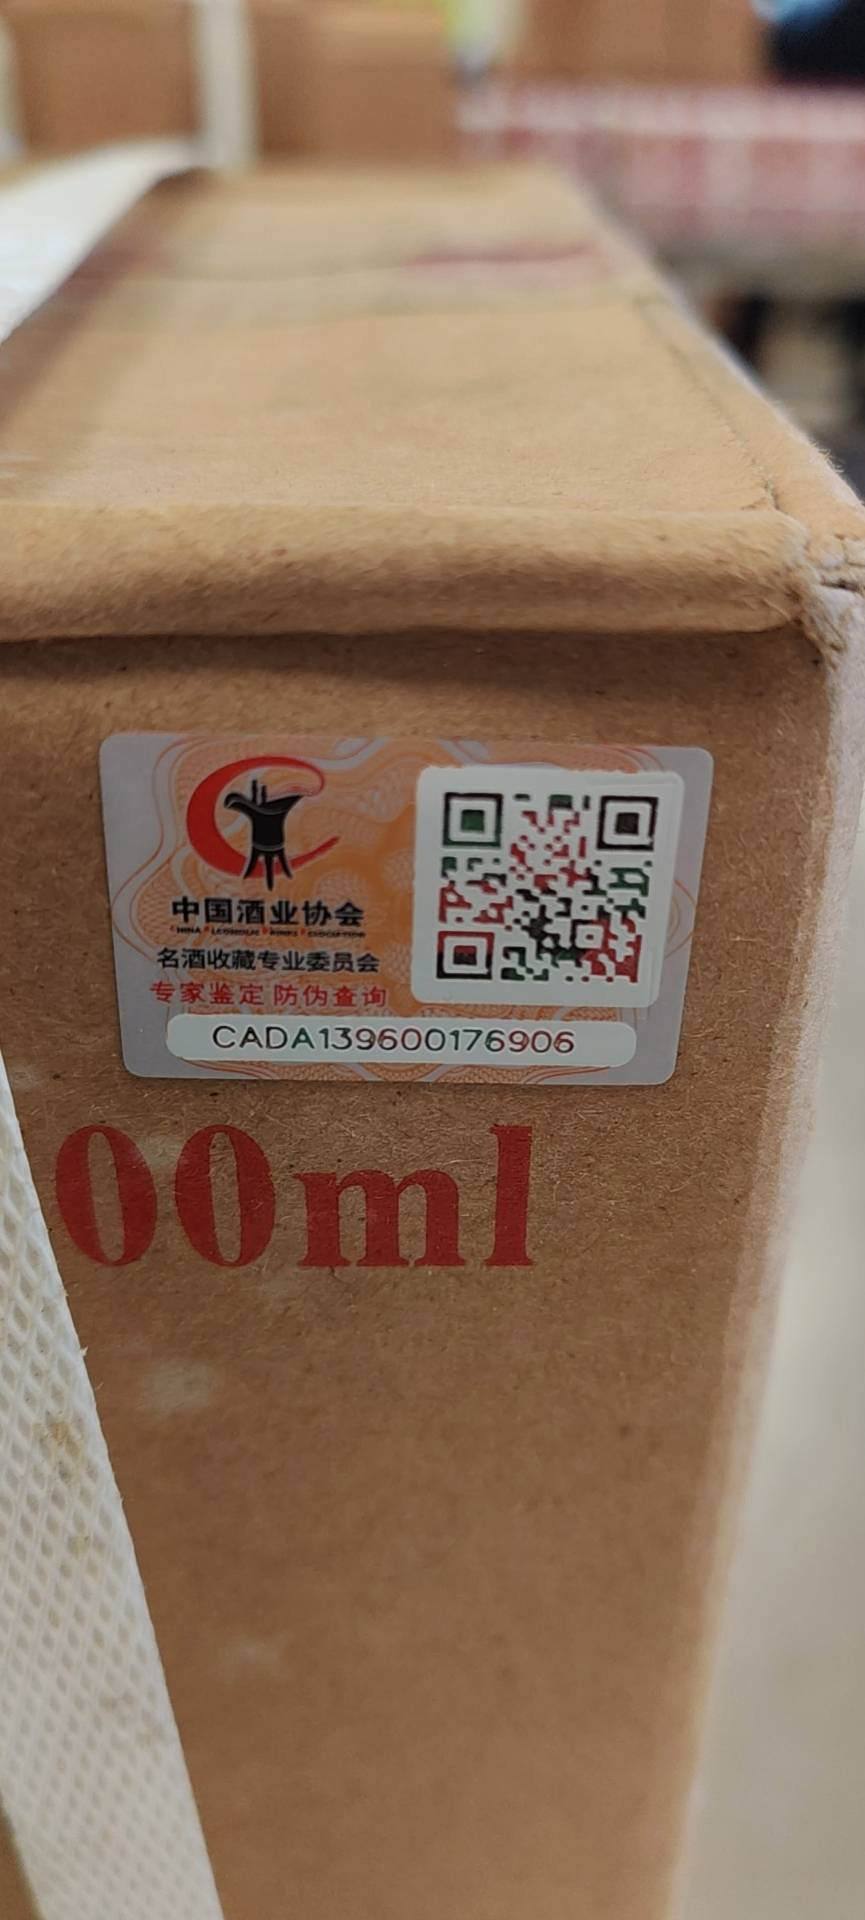 中国酒业协会
名酒收藏专业委员会
专家鉴定 防伪查询
CADA139600176906
00ml